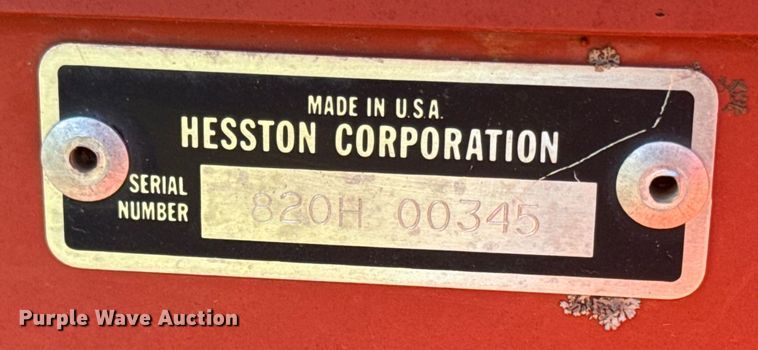 MADE IN U.S.A.
HESSTON CORPORATION
SERIAL
NUMBER
820H 00345
Purple Wave Auction